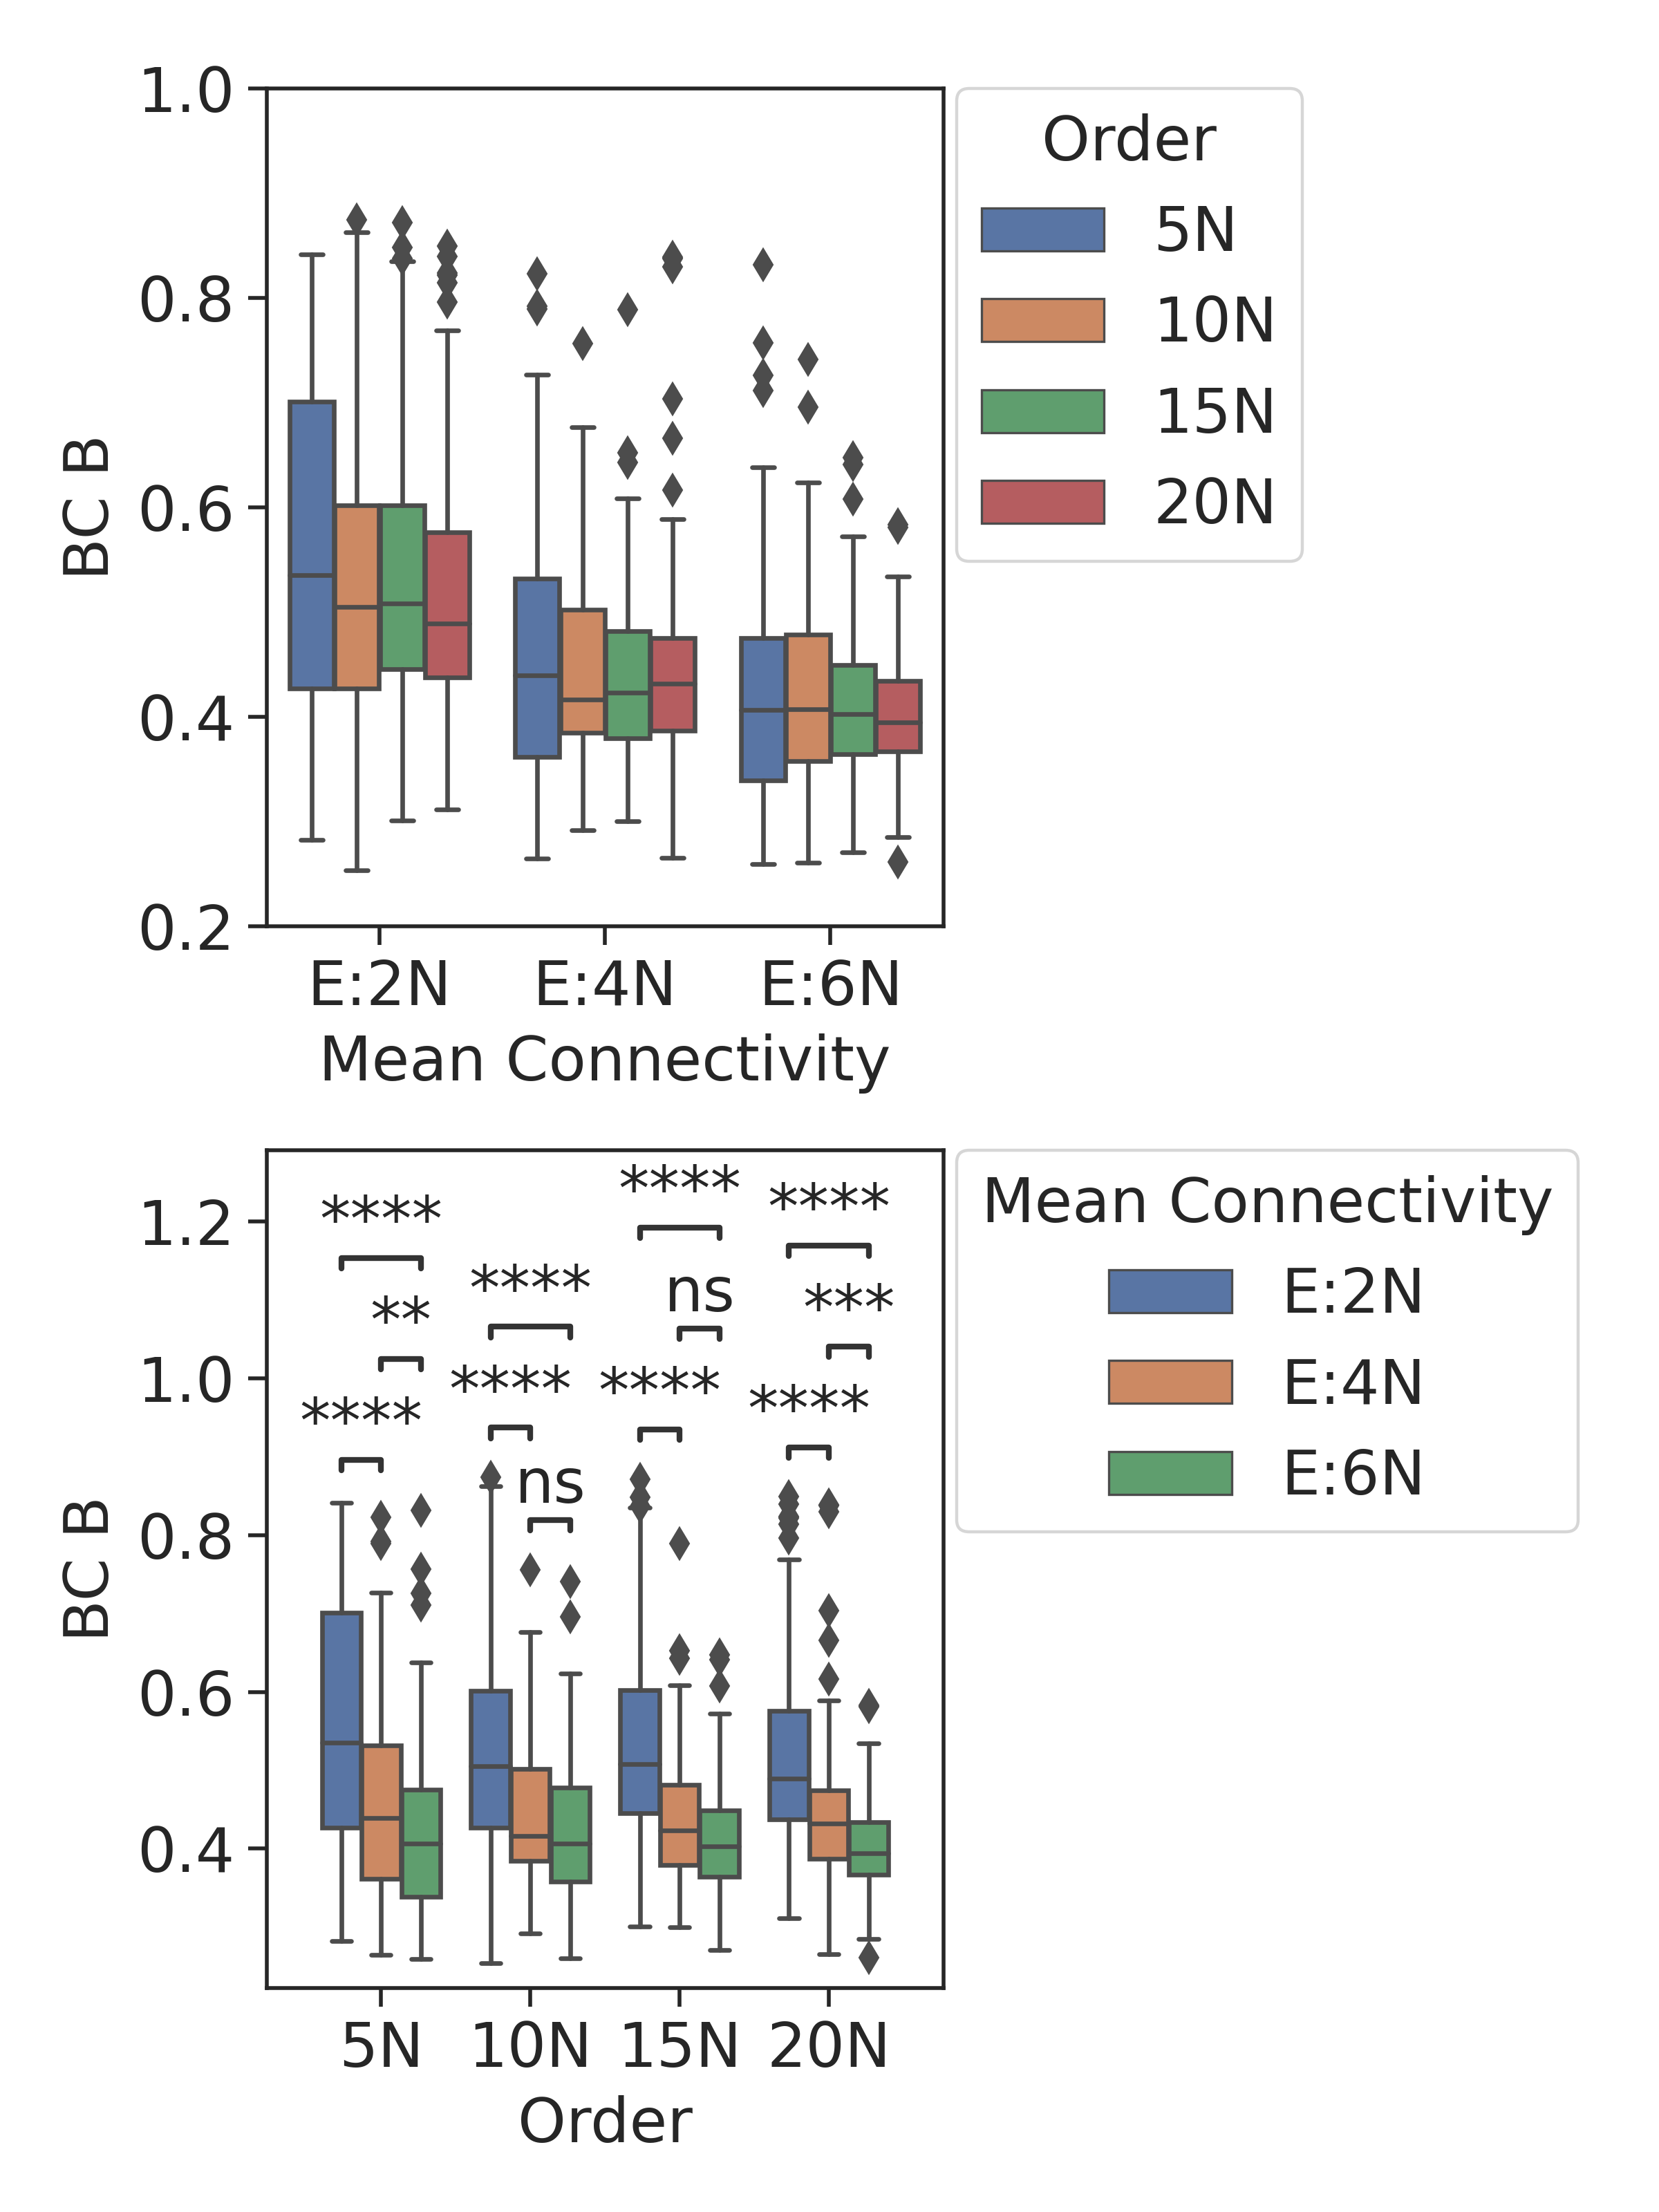 1.0
0.8
0.6
0.4
0.2
BC B
E:2N E:4N E:6N
Mean Connectivity
Order
5N
10N
15N
20N
1.2
1.0
0.8
0.6
0.4
BC B
****
**
****
****
****
ns
****
ns
****
****
***
****
5N 10N 15N 20N
Order
Mean Connectivity
E:2N
E:4N
E:6N